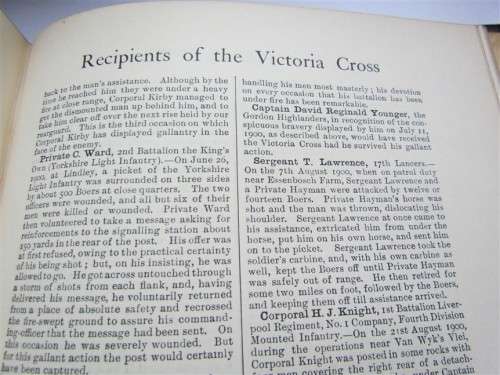 Recipients of the Victoria Cross
back to the man's assistance. Although by the
time he reached him they were under a heavy
fire at close range, Corporal Kirby managed to
get the dismounted man up behind him, and to
take him clear off over the next rise held by our
rearguard. This is the third occasion on which
Corporal Kirby has displayed gallantry in the
face of the enemy.
Private C. Ward, 2nd Battalion the King's
Own (Yorkshire Light Infantry).—On June 26,
1900, at Lindley, a picket of the Yorkshire
Light Infantry was surrounded on three sides
by about 500 Boers at close quarters. The two
officers were wounded, and all but six of their
men were killed or wounded. Private Ward
then volunteered to take a message asking for
reinforcements to the signalling station about
150 yards in the rear of the post. His offer was
at first refused, owing to the practical certainty
of his being shot; but, on his insisting, he was
allowed to go. He got across untouched through
a storm of shots from each flank, and, having
delivered his message, he voluntarily returned
from a place of absolute safety and recrossed
the fire-swept ground to assure his command-
ing-officer that the message had been sent. On
this occasion he was severely wounded. But
for this gallant action the post would certainly
have been captured.
handling his men most masterly; his devotion
on every occasion that his battalion has been
under fire has been remarkable.
Captain David Reginald Younger, the
Gordon Highlanders, in recognition of the con-
spicuous bravery displayed by him on July 11,
1900, as above, would have received
the Victoria Cross had he survived his gallant
action.
Sergeant T. Lawrence, 17th Lancers.—
On the 7th August 1900, when on patrol duty
near Essenbosch Farm, Sergeant Lawrence and
a Private Hayman were attacked by twelve or
fourteen Boers. Private Hayman's horse was
shot and the man was thrown, dislocating his
shoulder. Sergeant Lawrence at once came to
his assistance, extricated him from under the
horse, put him on his own horse, and sent him
on to the picket. Sergeant Lawrence took the
soldier's carbine, and, with his own carbine as
well, kept the Boers off until Private Hayman
was safely out of range. He then retired for
some two miles on foot, followed by the Boers,
and keeping them off till assistance arrived.
Corporal H. J. Knight, 1st Battalion Liver-
pool Regiment, No. 1 Company, Fourth Division
Mounted Infantry.—On the 21st August 1900,
during the operations near Van Wyk's Vlei,
Corporal Knight was posted in some rocks with
four men covering the right rear of a detach-
under Captain